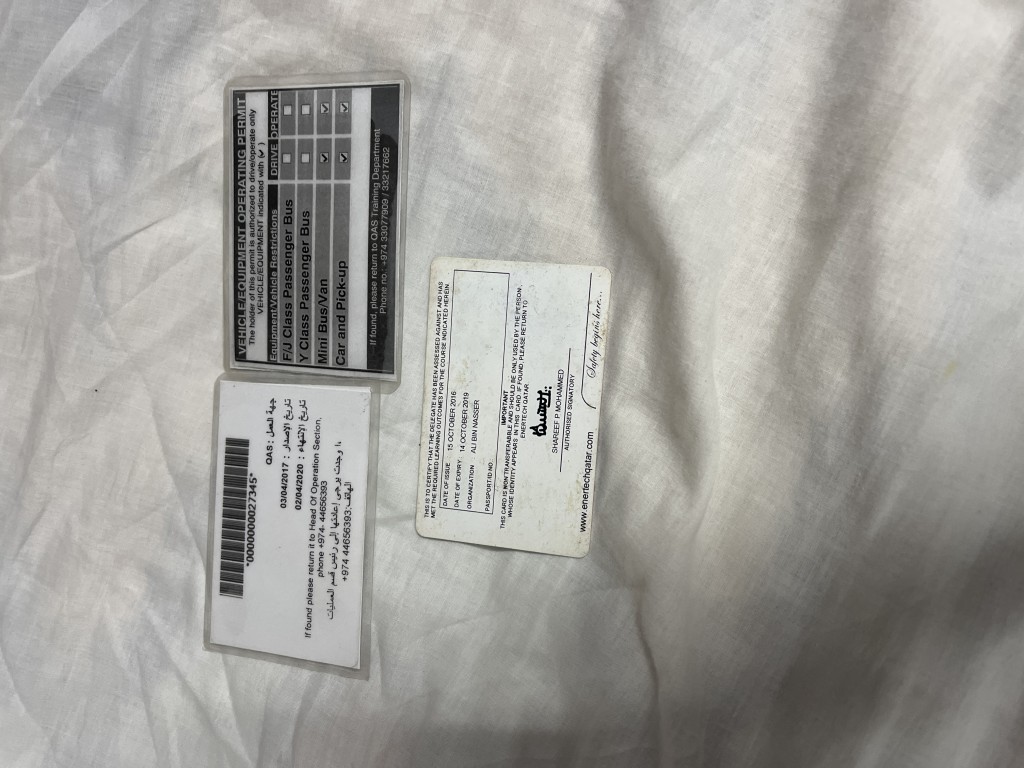 VEHICLE/EQUIPMENT OPERATING PERMIT
The holder of this permit is authorized to drive/operate only
VEHICLE/EQUIPMENT indicated with (✓)
Equipment/Vehicle Restrictions DRIVE OPERATE
F/J Class Passenger Bus
Y Class Passenger Bus
Mini Bus/Van
Car and Pick-up
If found, please return to QAS Training Department
Phone no.: +974 33077909 / 33217662
*0000000027345*
جهة العمل : QAS
تاريخ الاصدار : 03/04/2017
تاريخ الانتهاء : 02/04/2020
If found please return it to Head Of Operation Section,
phone +974- 44656393
اذا وجدت يرجى إعادتها إلى رئيس قسم العمليات
الهاتف: +974 44656393
THIS IS TO CERTIFY THAT THE DELEGATE HAS BEEN ASSESSED AGAINST AND HAS
MET THE REQUIRED LEARNING OUTCOMES FOR THE COURSE INDICATED HEREIN.
DATE OF ISSUE 15 OCTOBER 2016
DATE OF EXPIRY: 14 OCTOBER 2019
ORGANIZATION ALI BIN NASSER
PASSPORT/ID NO.
IMPORTANT
THIS CARD IS NON TRANSFERABLE AND SHOULD BE ONLY USED BY THE PERSON
WHOSE IDENTITY APPEARS IN THIS CARD. IF FOUND, PLEASE RETURN TO
ENERTECH QATAR.
SHAREEF P MOHAMMED
AUTHORISED SIGNATORY
www.enertechqatar.com Safety begins here...